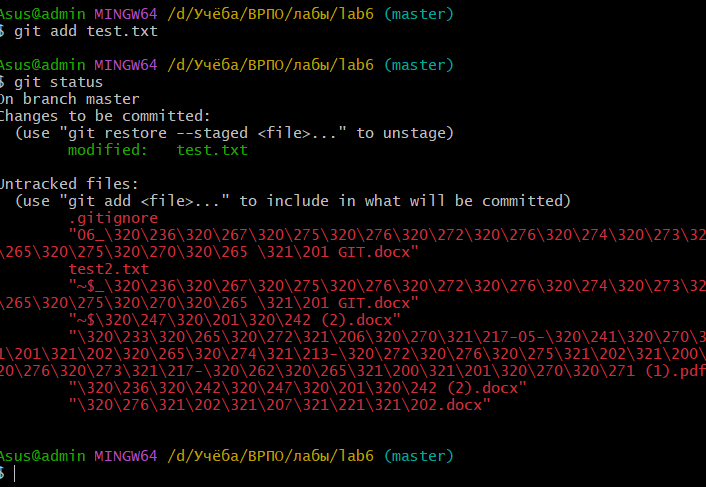 Asus@admin MINGW64 /d/Учёба/ВРПО/лабы/lab6 (master)
$ git add test.txt
Asus@admin MINGW64 /d/Учёба/ВРПО/лабы/lab6 (master)
$ git status
On branch master
Changes to be committed:
(use "git restore --staged <file>..." to unstage)
modified: test.txt
Untracked files:
(use "git add <file>..." to include in what will be committed)
.gitignore
"06_\320\236\320\267\320\275\320\276\320\272\320\276\320\274\320\273\32
\265\320\275\320\270\320\265 \321\201 GIT.docx"
test2.txt
"~$_\320\236\320\267\320\275\320\276\320\272\320\276\320\274\320\273\32
\265\320\275\320\270\320\265 \321\201 GIT.docx"
"~$\320\247\320\201\320\242 (2).docx"
"\320\233\320\265\320\272\321\206\320\270\321\217-05-\320\241\320\270\3
1\201\321\202\320\265\320\274\321\213-\320\272\320\276\320\275\321\202\321\200\
20\276\320\273\321\217-\320\262\320\265\321\200\321\201\320\270\320\271 (1).pdf
"\320\236\320\242\320\247\320\201\320\242 (2).docx"
"\320\276\321\202\321\207\321\221\321\202.docx"
Asus@admin MINGW64 /d/Учёба/ВРПО/лабы/lab6 (master)
$